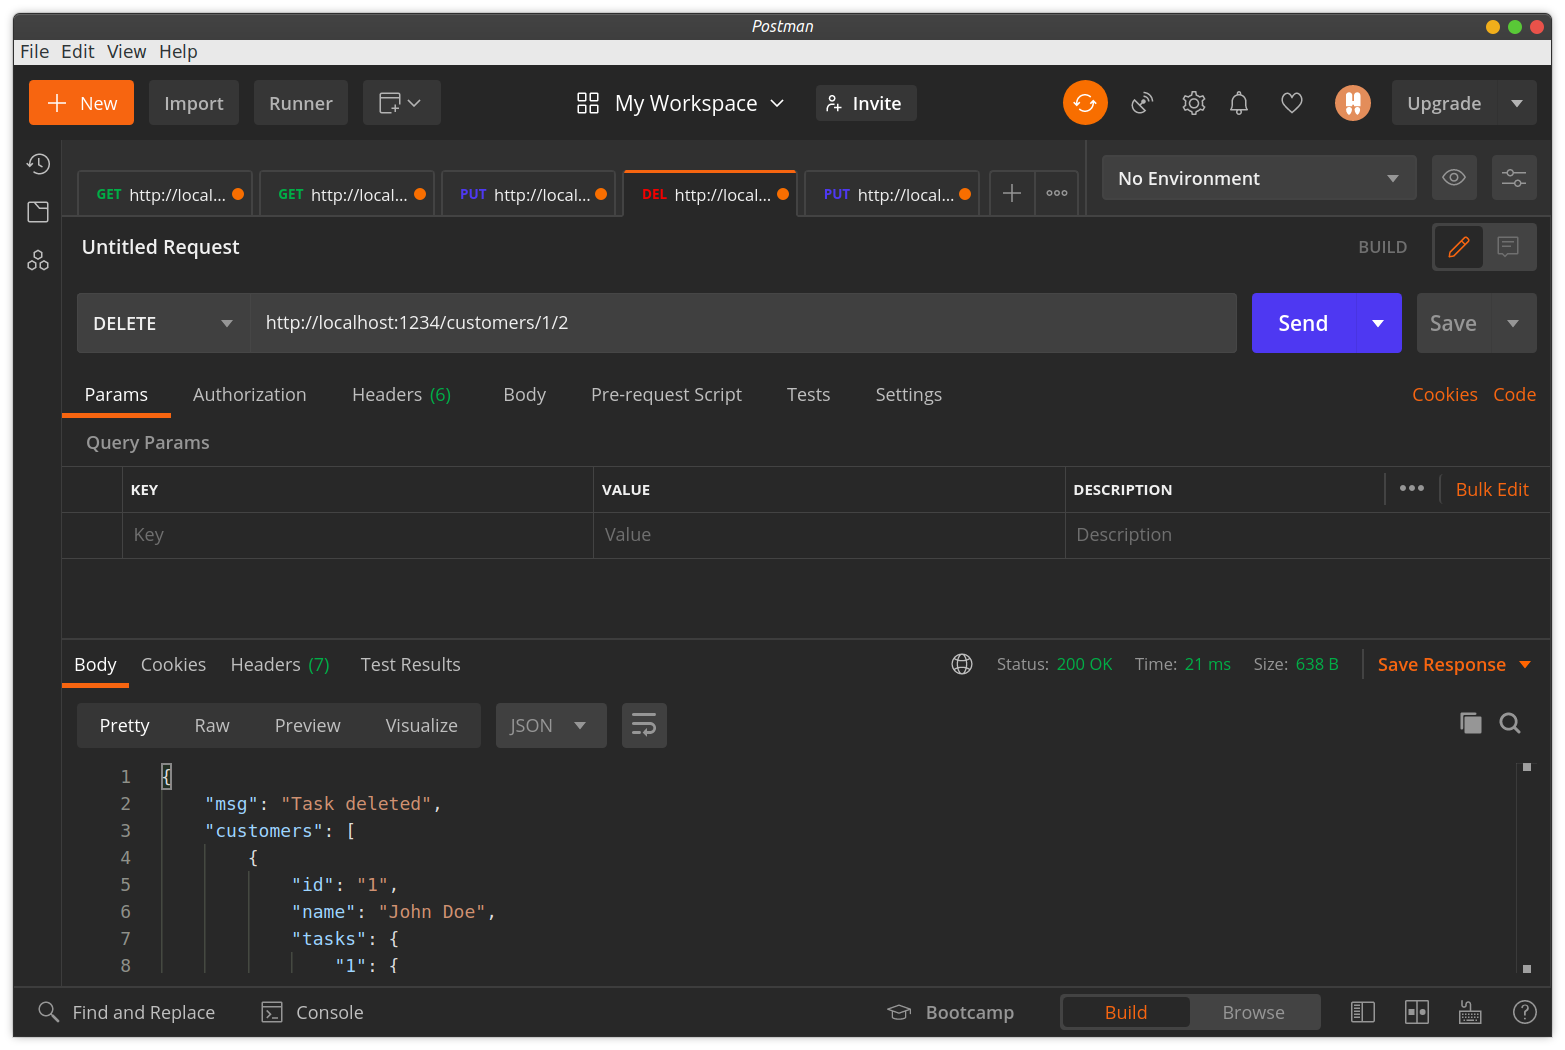 Postman
File Edit View Help
New Import Runner My Workspace Invite Upgrade
GET http://local... GET http://local... PUT http://local... DEL http://local... PUT http://local... No Environment
Untitled Request BUILD
DELETE http://localhost:1234/customers/1/2 Send Save
Params Authorization Headers (6) Body Pre-request Script Tests Settings Cookies Code
Query Params
KEY VALUE DESCRIPTION ••• Bulk Edit
Key Value Description
Body Cookies Headers (7) Test Results Status: 200 OK Time: 21 ms Size: 638 B Save Response
Pretty Raw Preview Visualize JSON
1 {
2 "msg": "Task deleted",
3 "customers": [
4 {
5 "id": "1",
6 "name": "John Doe",
7 "tasks": {
8 "1": {
Find and Replace Console Bootcamp Build Browse